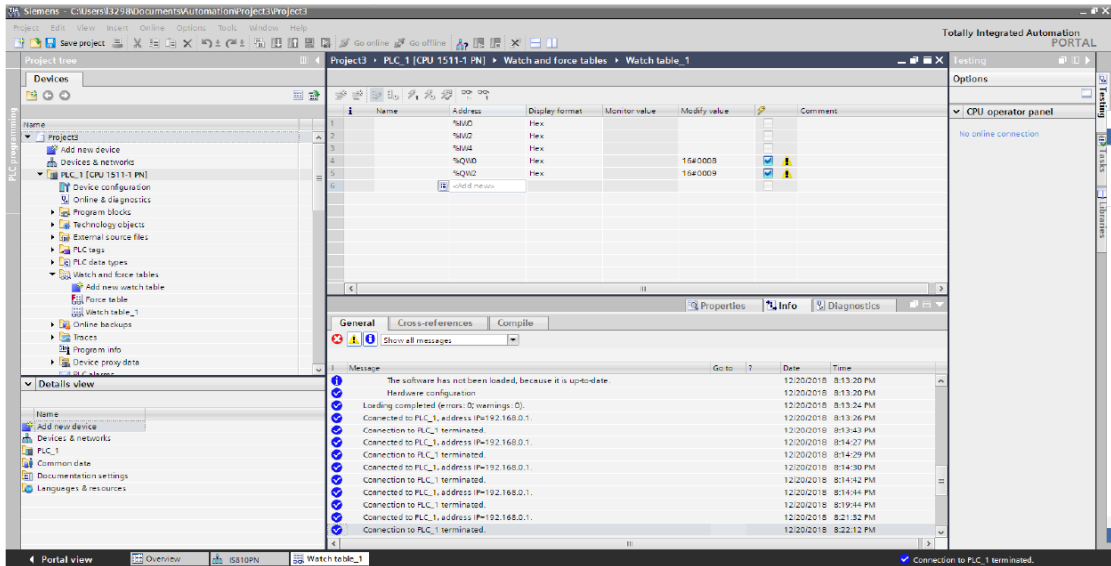 Siemens - C:\Users\I3298\Documents\Automation\Project3\Project3
Project Edit View Insert Online Options Tools Window Help
Totally Integrated Automation
PORTAL
Save project
Go online
Go offline
Project tree
Project3 PLC_1 [CPU 1511-1 PN] Watch and force tables Watch table_1
Testing
Devices
Options
PLC programming
Testing
Tasks
Libraries
CPU operator panel
No online connection
Name
Project3
Add new device
Devices & networks
PLC_1 [CPU 1511-1 PN]
Device configuration
Online & diagnostics
Program blocks
Technology objects
External source files
PLC tags
PLC data types
Watch and force tables
Add new watch table
Force table
Watch table_1
Online backups
Traces
Program info
Device proxy data
PLC alarms
i Name Address Display format Monitor value Modify value Comment
1 %IW0 Hex
2 %IW2 Hex
3 %IW4 Hex
4 %QW0 Hex 16#0008
5 %QW2 Hex 16#0009
6 <Add new>
Properties Info Diagnostics
General Cross-references Compile
Show all messages
! Message Go to ? Date Time
The software has not been loaded, because it is up-to-date. 12/20/2018 8:13:20 PM
Hardware configuration 12/20/2018 8:13:20 PM
Loading completed (errors: 0; warnings: 0). 12/20/2018 8:13:24 PM
Connected to PLC_1, address IP=192.168.0.1. 12/20/2018 8:13:26 PM
Connection to PLC_1 terminated. 12/20/2018 8:13:43 PM
Connected to PLC_1, address IP=192.168.0.1. 12/20/2018 8:14:27 PM
Connection to PLC_1 terminated. 12/20/2018 8:14:29 PM
Connected to PLC_1, address IP=192.168.0.1. 12/20/2018 8:14:30 PM
Connection to PLC_1 terminated. 12/20/2018 8:14:42 PM
Connected to PLC_1, address IP=192.168.0.1. 12/20/2018 8:14:44 PM
Connection to PLC_1 terminated. 12/20/2018 8:19:44 PM
Connected to PLC_1, address IP=192.168.0.1. 12/20/2018 8:21:52 PM
Connection to PLC_1 terminated. 12/20/2018 8:22:12 PM
Details view
Name
Add new device
Devices & networks
PLC_1
Common data
Documentation settings
Languages & resources
Portal view
Overview
IS810PN
Watch table_1
Connection to PLC_1 terminated.